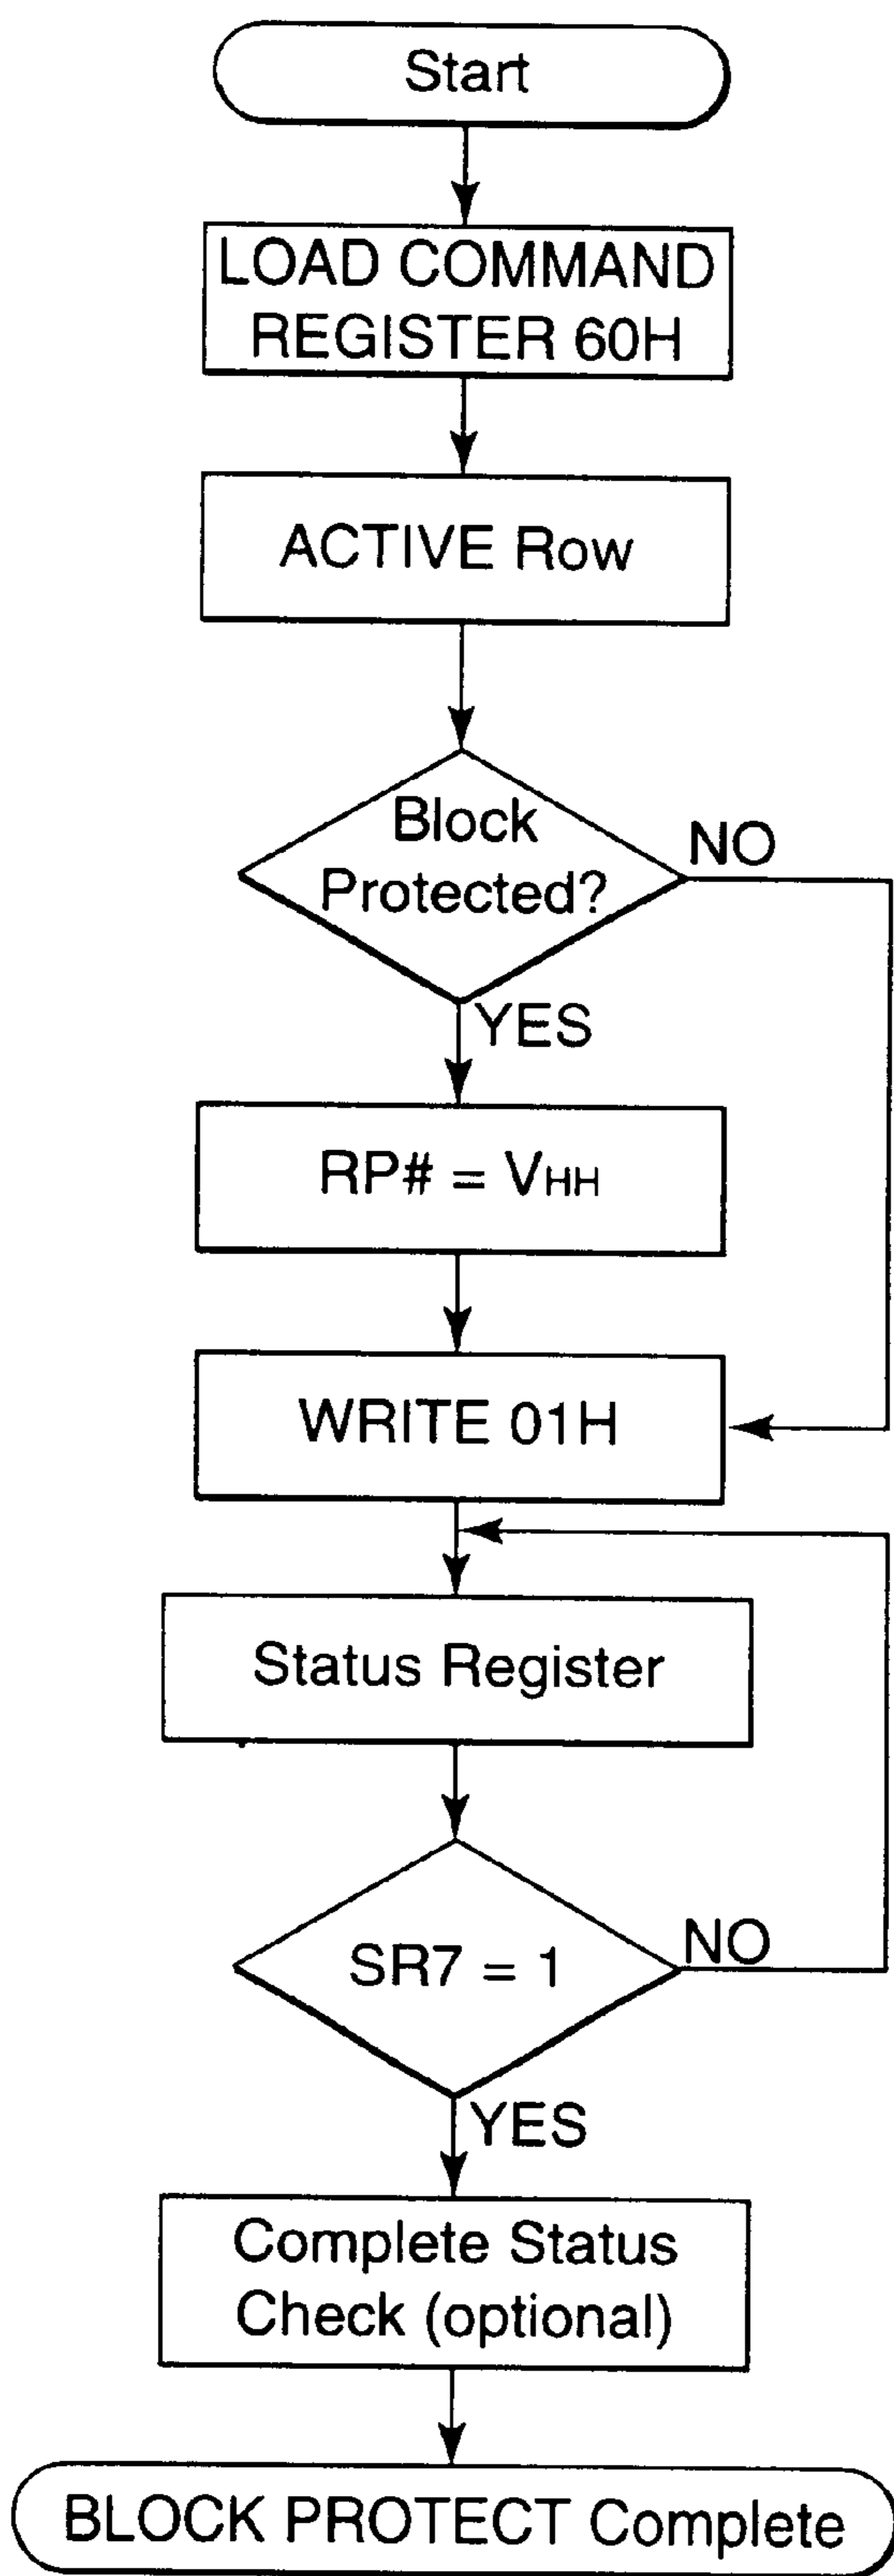 Start
LOAD COMMAND
REGISTER 60H
ACTIVE Row
Block
Protected?
NO
YES
RP# = VHH
WRITE 01H
Status Register
SR7 = 1
NO
YES
Complete Status
Check (optional)
BLOCK PROTECT Complete